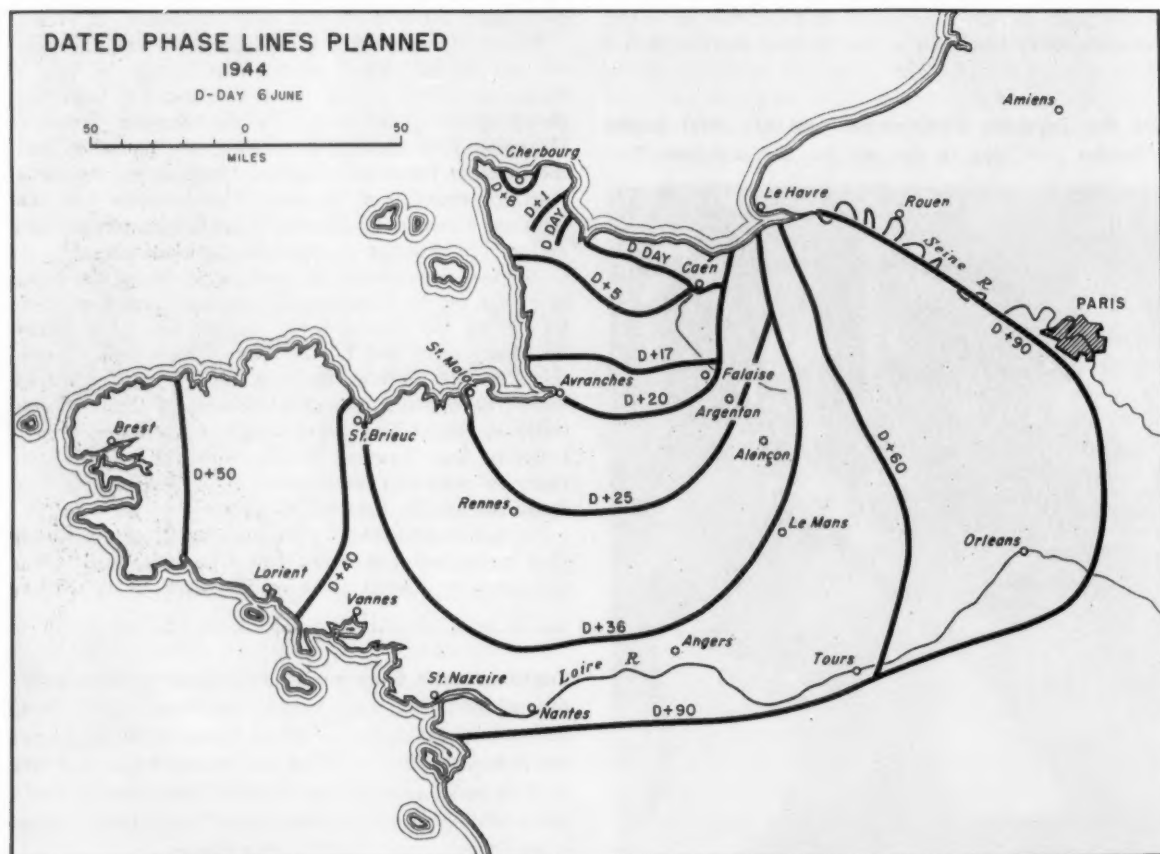 DATED PHASE LINES PLANNED
1944
D-DAY 6 JUNE
50 0 50
MILES
Amiens
Cherbourg
D+8
D+1
D DAY
Le Havre
Rouen
Seine R.
D DAY
Caen
D+5
PARIS
D+90
D+17
St. Malo
Avranches
Falaise
D+20
Argentan
Brest
St. Brieuc
Alençon
D+50
D+60
D+25
Rennes
Le Mans
Orleans
Lorient
D+40
Vannes
D+36
Angers
Tours
Loire R
St. Nazaire
Nantes
D+90